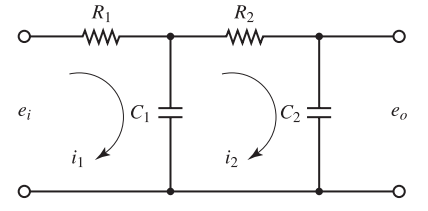 R₁ R₂
eᵢ C₁ C₂ eₒ
i₁ i₂